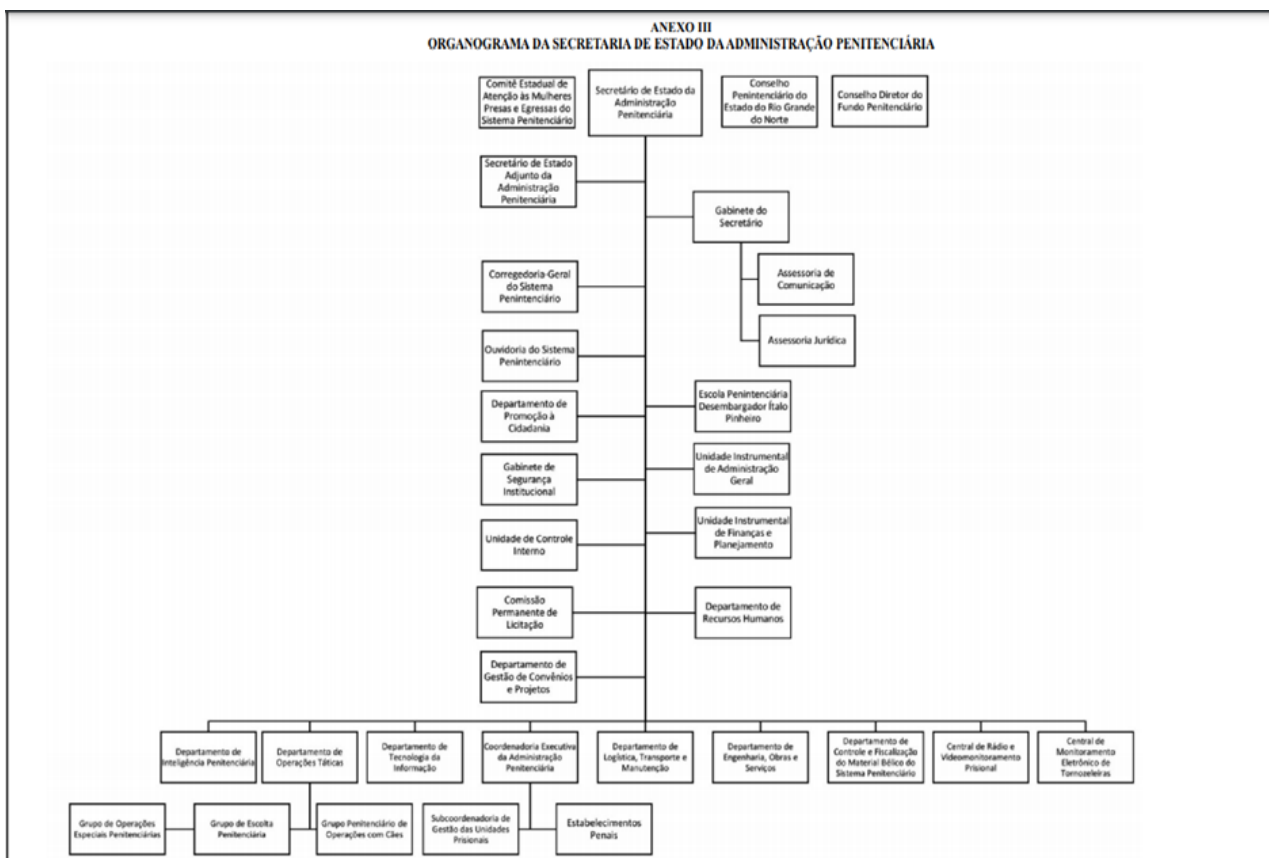 ANEXO III
ORGANOGRAMA DA SECRETARIA DE ESTADO DA ADMINISTRAÇÃO PENITENCIÁRIA
Comitê Estadual de
Atenção às Mulheres
Presas e Egressas do
Sistema Penitenciário
Secretário de Estado da
Administração
Penitenciária
Conselho
Penintenciário do
Estado do Rio Grande
do Norte
Conselho Diretor do
Fundo Penitenciário
Secretário de Estado
Adjunto da
Administração
Penitenciária
Gabinete do
Secretário
Assessoria de
Comunicação
Assessoria Jurídica
Corregedoria-Geral
do Sistema
Penintenciário
Ouvidoria do Sistema
Penintenciário
Departamento de
Promoção à
Cidadania
Escola Penintenciária
Desembargador Ítalo
Pinheiro
Gabinete de
Segurança
Institucional
Unidade Instrumental
de Administração
Geral
Unidade de Controle
Interno
Unidade Instrumental
de Finanças e
Planejamento
Comissão
Permanente de
Licitação
Departamento de
Recursos Humanos
Departamento de
Gestão de Convênios
e Projetos
Departamento de
Inteligência Penitenciária
Departamento de
Operações Táticas
Departamento de
Tecnologia da
Informação
Coordenadoria Executiva
da Administração
Penitenciária
Departamento de
Logística, Transporte e
Manutenção
Departamento de
Engenharia, Obras e
Serviços
Departamento de
Controle e Fiscalização
do Material Bélico do
Sistema Penitenciário
Central de Rádio e
Videomonitoramento
Prisional
Central de
Monitoramento
Eletrônico de
Tornozeleiras
Grupo de Operações
Especiais Penitenciárias
Grupo de Escolta
Penitenciária
Grupo Penitenciário de
Operações com Cães
Subcoordenadoria de
Gestão das Unidades
Prisionais
Estabelecimentos
Penais